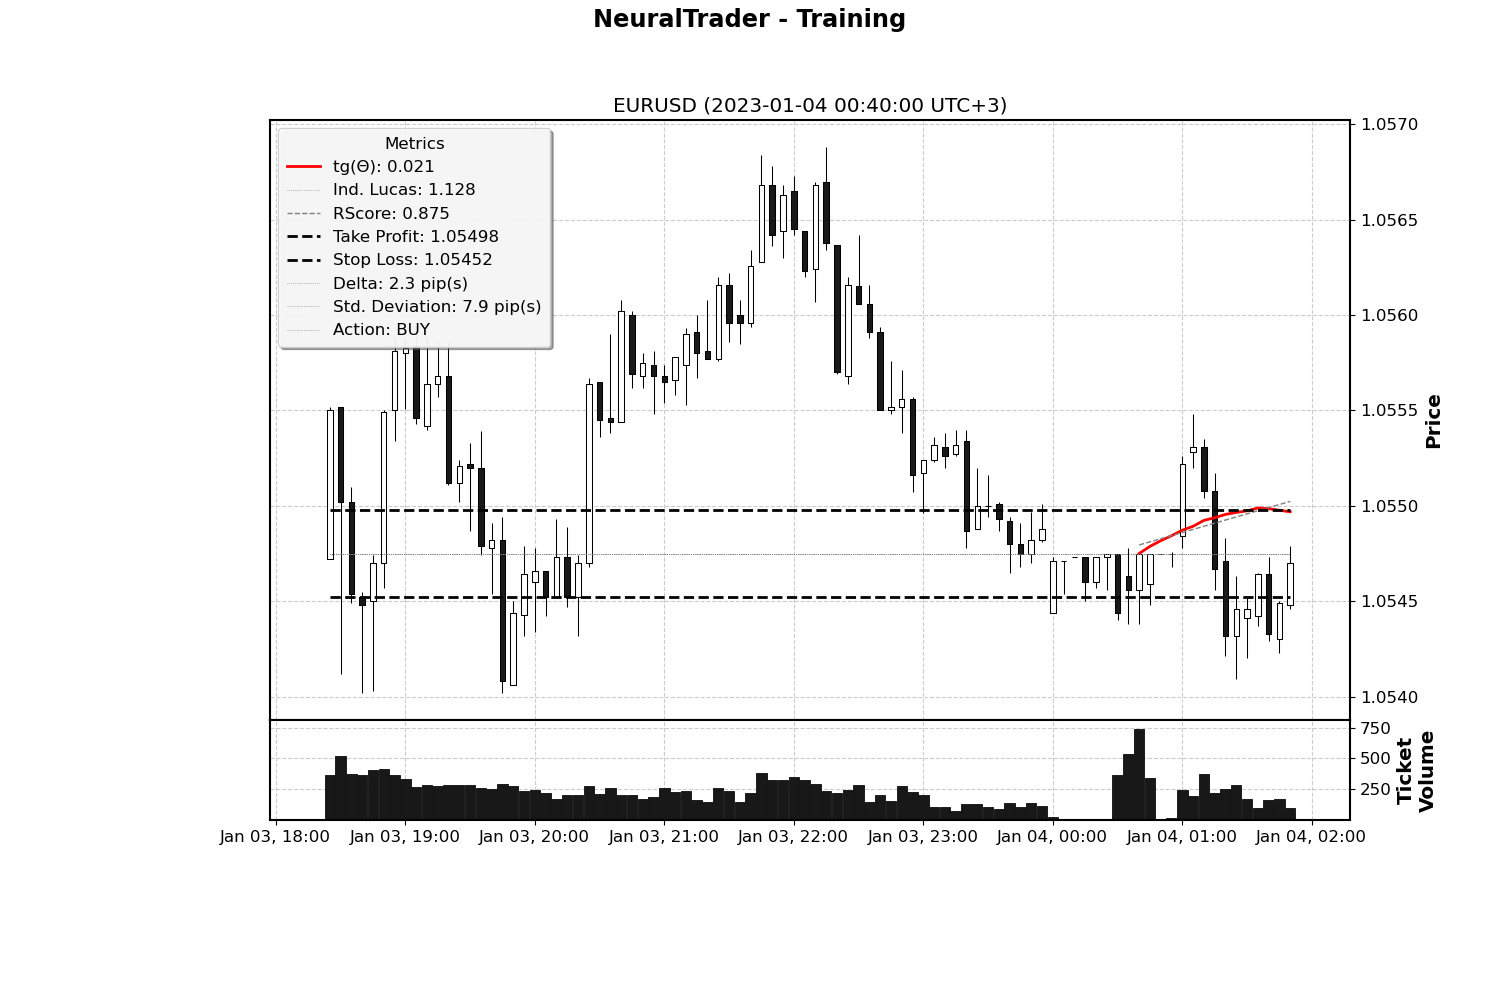 NeuralTrader - Training
EURUSD (2023-01-04 00:40:00 UTC+3)
Metrics
tg(Θ): 0.021
Ind. Lucas: 1.128
RScore: 0.875
Take Profit: 1.05498
Stop Loss: 1.05452
Delta: 2.3 pip(s)
Std. Deviation: 7.9 pip(s)
Action: BUY
1.0570
1.0565
1.0560
1.0555
1.0550
1.0545
1.0540
Price
750
500
250
Ticket
Volume
Jan 03, 18:00
Jan 03, 19:00
Jan 03, 20:00
Jan 03, 21:00
Jan 03, 22:00
Jan 03, 23:00
Jan 04, 00:00
Jan 04, 01:00
Jan 04, 02:00